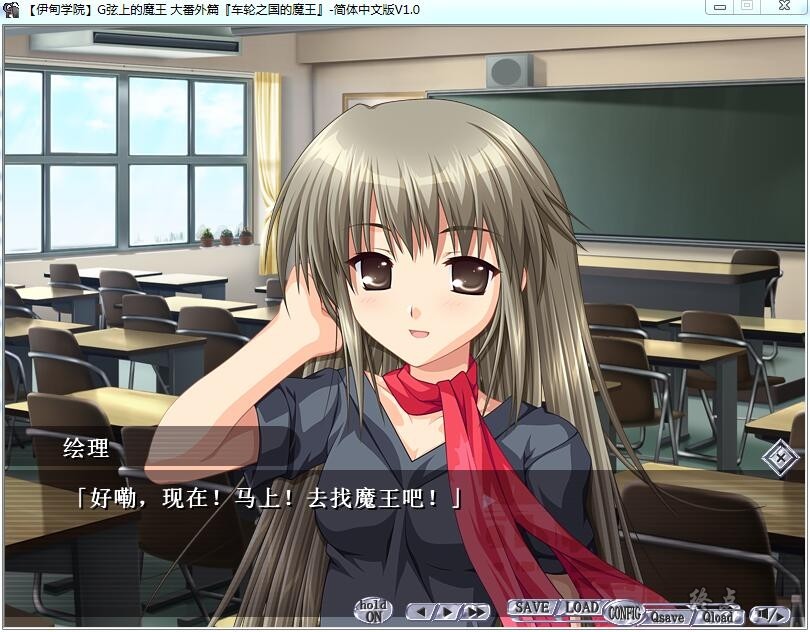 【伊甸学院】G弦上的魔王 大番外篇『车轮之国的魔王』-简体中文版V1.0
绘理
「好嘞，现在！马上！去找魔王吧！」
hold ON
SAVE LOAD CONFIG Qsave Qload